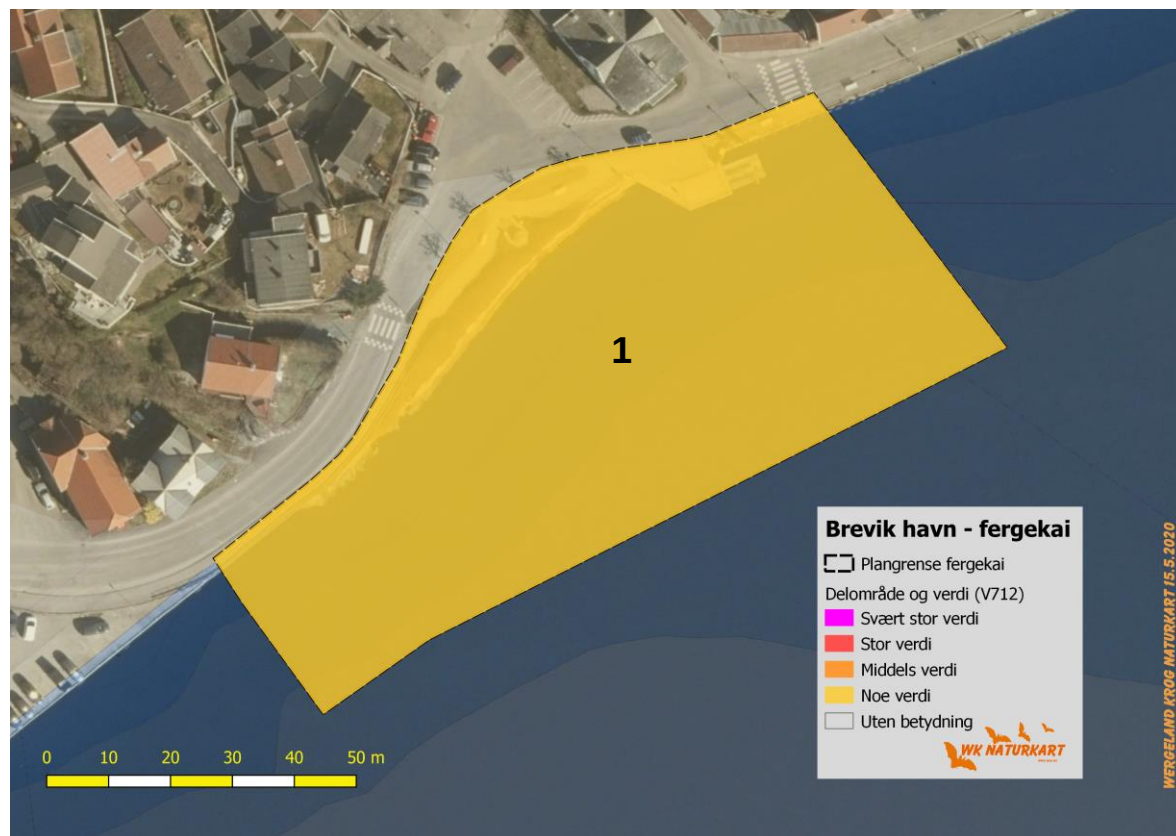 1
Brevik havn - fergekai
Plangrense fergekai
Delområde og verdi (V712)
Svært stor verdi
Stor verdi
Middels verdi
Noe verdi
Uten betydning
WK NATURKART
0 10 20 30 40 50 m
WERGELAND KROG NATURKART 15.5.2020